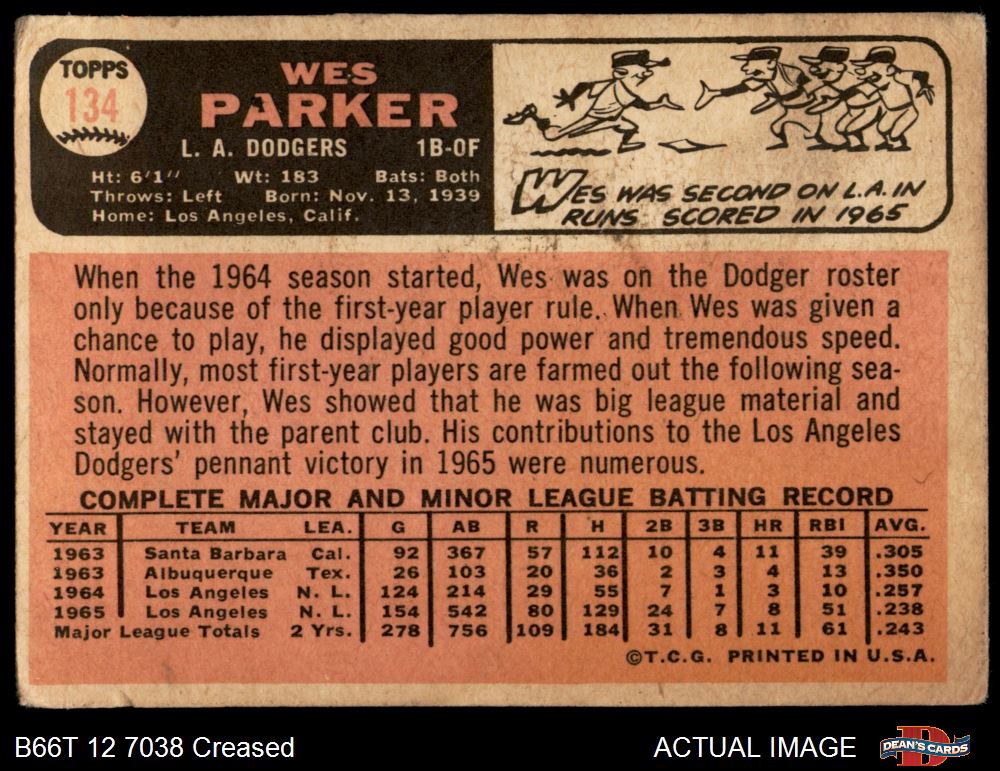 TOPPS
134
WES
PARKER
L. A. DODGERS 1B-OF
Ht: 6'1" Wt: 183 Bats: Both
Throws: Left Born: Nov. 13, 1939
Home: Los Angeles, Calif.
WES WAS SECOND ON L.A. IN
RUNS SCORED IN 1965
When the 1964 season started, Wes was on the Dodger roster
only because of the first-year player rule. When Wes was given a
chance to play, he displayed good power and tremendous speed.
Normally, most first-year players are farmed out the following sea-
son. However, Wes showed that he was big league material and
stayed with the parent club. His contributions to the Los Angeles
Dodgers' pennant victory in 1965 were numerous.
COMPLETE MAJOR AND MINOR LEAGUE BATTING RECORD
YEAR TEAM LEA. G AB R H 2B 3B HR RBI AVG.
1963 Santa Barbara Cal. 92 367 57 112 10 4 11 39 .305
1963 Albuquerque Tex. 26 103 20 36 2 3 4 13 .350
1964 Los Angeles N. L. 124 214 29 55 7 1 3 10 .257
1965 Los Angeles N. L. 154 542 80 129 24 7 8 51 .238
Major League Totals 2 Yrs. 278 756 109 184 31 8 11 61 .243
©T.C.G. PRINTED IN U.S.A.
B66T 12 7038 Creased
ACTUAL IMAGE
DEAN'S CARDS